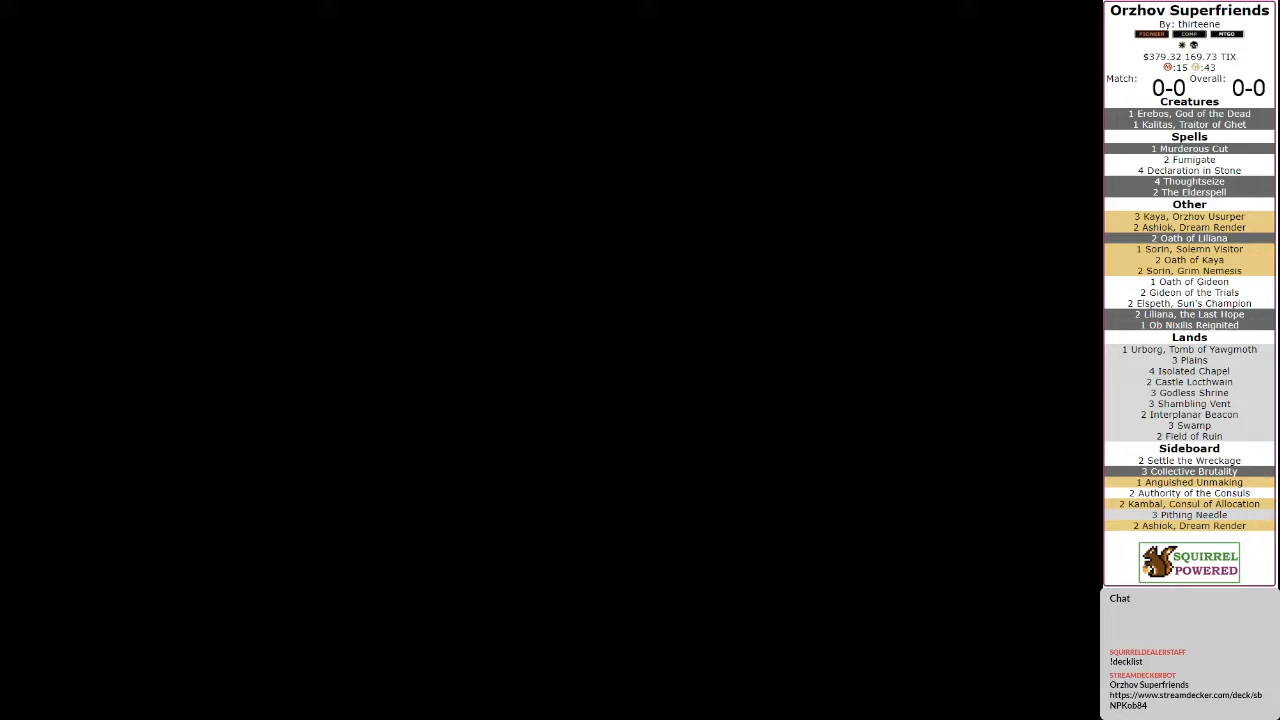 Orzhov Superfriends
By: thirteene
PIONEER COMP MTGO
$379.32 169.73 TIX
:15 :43
Match: 0-0 Overall: 0-0
Creatures
1 Erebos, God of the Dead
1 Kalitas, Traitor of Ghet
Spells
1 Murderous Cut
2 Fumigate
4 Declaration in Stone
4 Thoughtseize
2 The Elderspell
Other
3 Kaya, Orzhov Usurper
2 Ashiok, Dream Render
2 Oath of Liliana
1 Sorin, Solemn Visitor
2 Oath of Kaya
2 Sorin, Grim Nemesis
1 Oath of Gideon
2 Gideon of the Trials
2 Elspeth, Sun's Champion
2 Liliana, the Last Hope
1 Ob Nixilis Reignited
Lands
1 Urborg, Tomb of Yawgmoth
3 Plains
4 Isolated Chapel
2 Castle Locthwain
3 Godless Shrine
3 Shambling Vent
2 Interplanar Beacon
3 Swamp
2 Field of Ruin
Sideboard
2 Settle the Wreckage
3 Collective Brutality
1 Anguished Unmaking
2 Authority of the Consuls
2 Kambal, Consul of Allocation
3 Pithing Needle
2 Ashiok, Dream Render
SQUIRREL
POWERED
Chat
SQUIRRELDEALERSTAFF
!decklist
STREAMDECKERBOT
Orzhov Superfriends
https://www.streamdecker.com/deck/sb
NPKob84